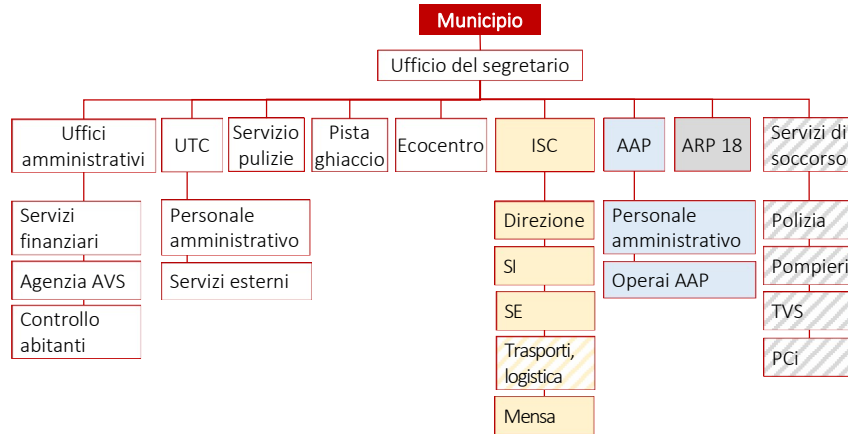 Municipio
Ufficio del segretario
Uffici
amministrativi
UTC
Servizio
pulizie
Pista
ghiaccio
Ecocentro
ISC
AAP
ARP 18
Servizi di
soccorso
Servizi
finanziari
Agenzia AVS
Controllo
abitanti
Personale
amministrativo
Servizi esterni
Direzione
SI
SE
Trasporti,
logistica
Mensa
Personale
amministrativo
Operai AAP
Polizia
Pompieri
TVS
PCi